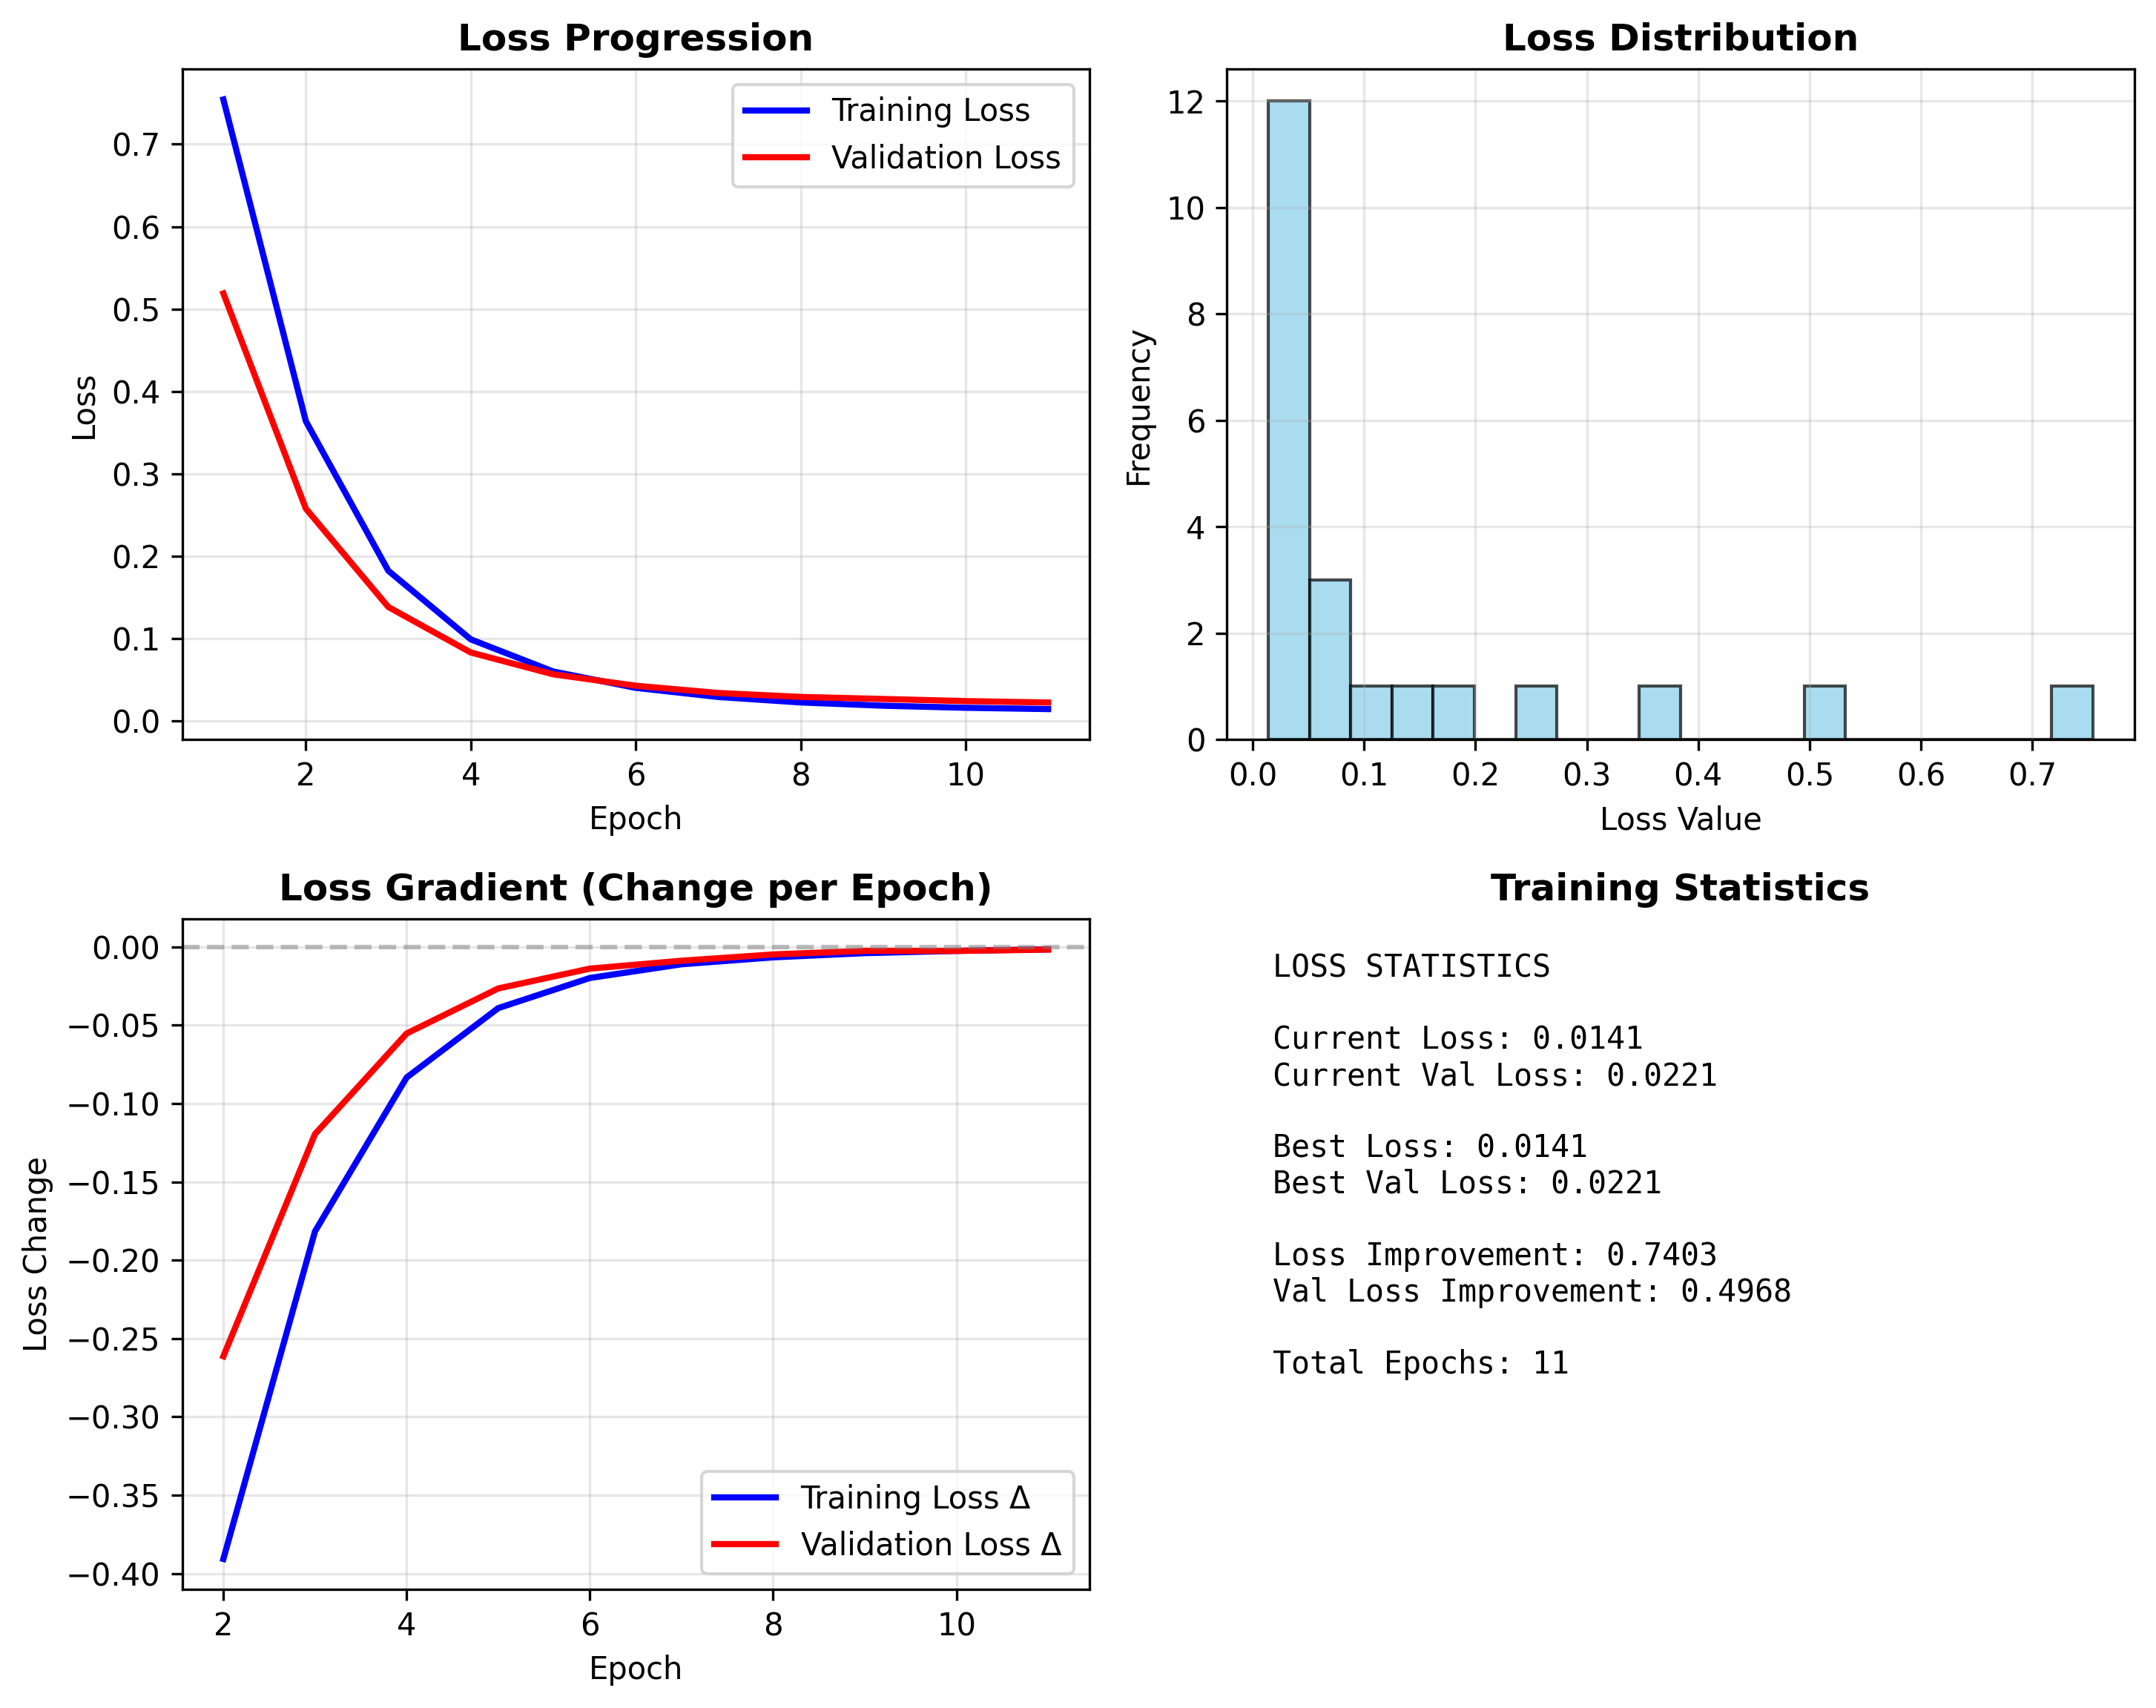 Loss Progression
Training Loss
Validation Loss
0.7
0.6
0.5
0.4
0.3
0.2
0.1
0.0
Loss
2 4 6 8 10
Epoch
Loss Distribution
12
10
8
6
4
2
0
Frequency
0.0 0.1 0.2 0.3 0.4 0.5 0.6 0.7
Loss Value
Loss Gradient (Change per Epoch)
0.00
−0.05
−0.10
−0.15
−0.20
−0.25
−0.30
−0.35
−0.40
Loss Change
Training Loss Δ
Validation Loss Δ
2 4 6 8 10
Epoch
Training Statistics
LOSS STATISTICS
Current Loss: 0.0141
Current Val Loss: 0.0221
Best Loss: 0.0141
Best Val Loss: 0.0221
Loss Improvement: 0.7403
Val Loss Improvement: 0.4968
Total Epochs: 11